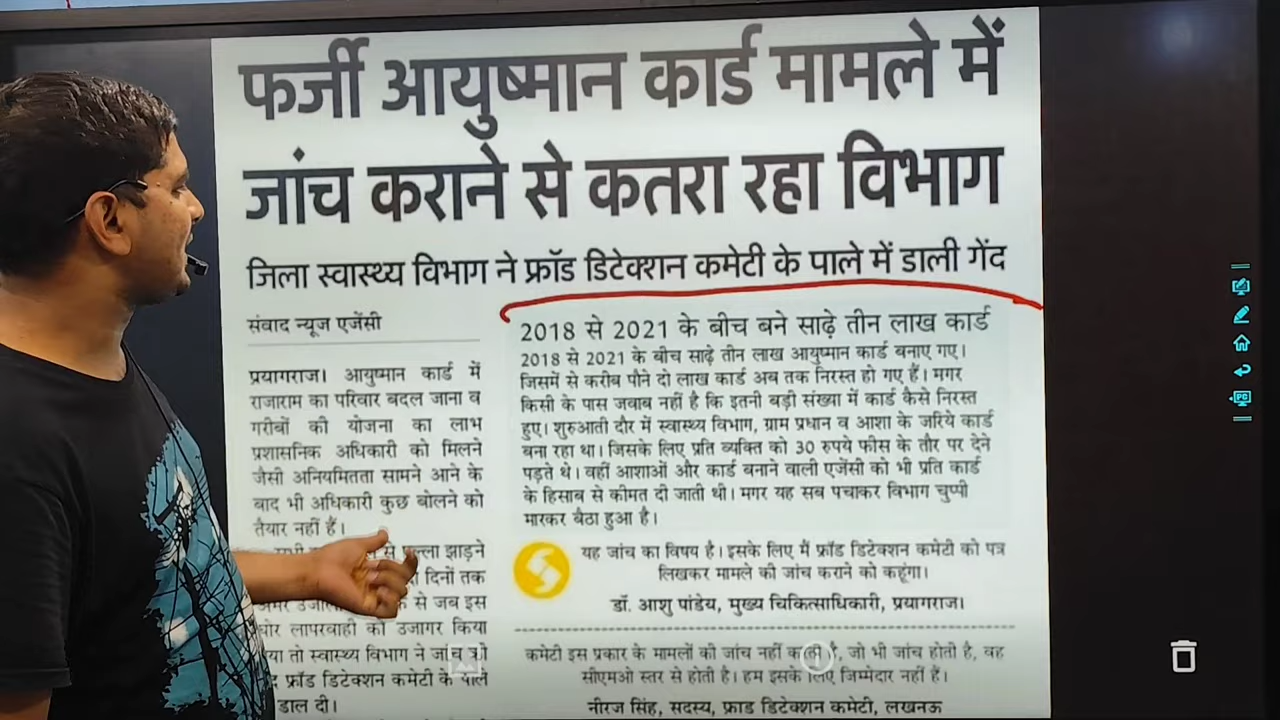 फर्जी आयुष्मान कार्ड मामले में
जांच कराने से कतरा रहा विभाग
जिला स्वास्थ्य विभाग ने फ्रॉड डिटेक्शन कमेटी के पाले में डाली गेंद
संवाद न्यूज एजेंसी
प्रयागराज। आयुष्मान कार्ड में
राजाराम का परिवार बदल जाना व
गरीबों की योजना का लाभ
प्रशासनिक अधिकारी को मिलने
जैसी अनियमितता सामने आने के
बाद भी अधिकारी कुछ बोलने को
तैयार नहीं हैं।
से पल्ला झाड़ने
दिनों तक
से जब इस
घोर लापरवाही को उजागर किया
तो स्वास्थ्य विभाग ने जांच को
फ्रॉड डिटेक्शन कमेटी के पाले
डाल दी।
2018 से 2021 के बीच बने साढ़े तीन लाख कार्ड
2018 से 2021 के बीच साढ़े तीन लाख आयुष्मान कार्ड बनाए गए।
जिसमें से करीब पौने दो लाख कार्ड अब तक निरस्त हो गए हैं। मगर
किसी के पास जवाब नहीं है कि इतनी बड़ी संख्या में कार्ड कैसे निरस्त
हुए। शुरुआती दौर में स्वास्थ्य विभाग, ग्राम प्रधान व आशा के जरिये कार्ड
बना रहा था। जिसके लिए प्रति व्यक्ति को 30 रुपये फीस के तौर पर देने
पड़ते थे। वहीं आशाओं और कार्ड बनाने वाली एजेंसी को भी प्रति कार्ड
के हिसाब से कीमत दी जाती थी। मगर यह सब पचाकर विभाग चुप्पी
मारकर बैठा हुआ है।
यह जांच का विषय है। इसके लिए मैं फ्रॉड डिटेक्शन कमेटी को पत्र
लिखकर मामले की जांच कराने को कहूंगा।
डॉ. आशु पांडेय, मुख्य चिकित्साधिकारी, प्रयागराज।
कमेटी इस प्रकार के मामलों की जांच नहीं करती है, जो भी जांच होती है, वह
सीएमओ स्तर से होती है। हम इसके लिए जिम्मेदार नहीं हैं।
नीरज सिंह, सदस्य, फ्राड डिटेक्शन कमेटी, लखनऊ
PC